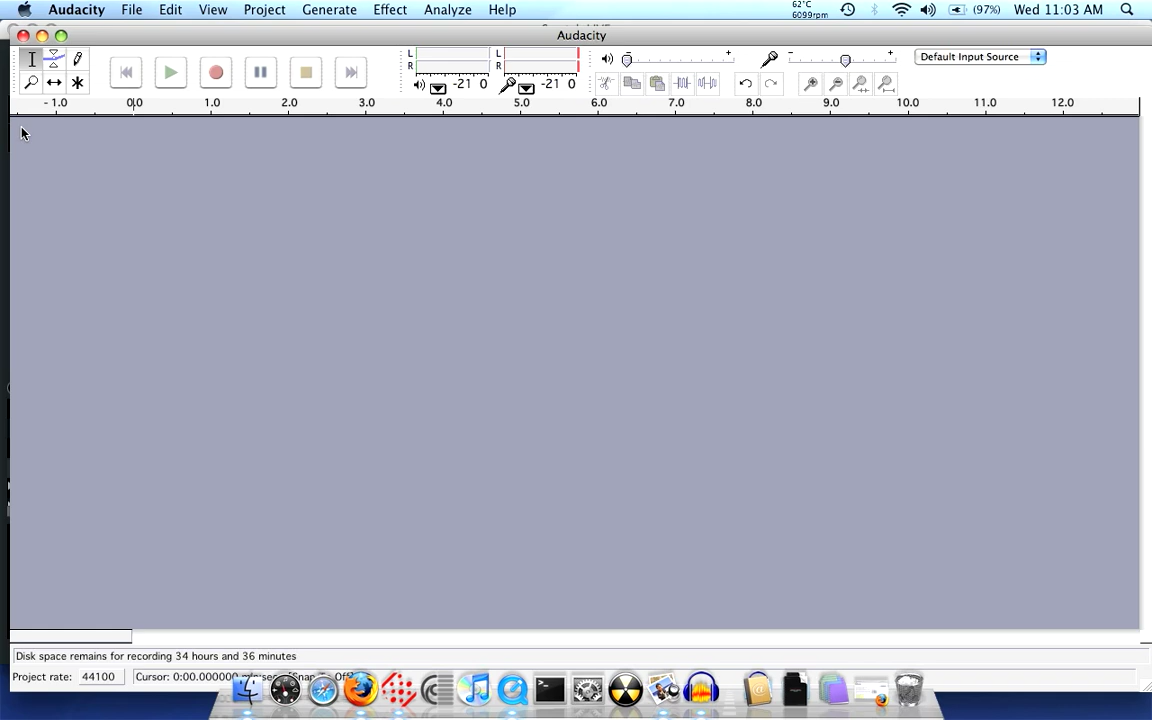 Audacity File Edit View Project Generate Effect Analyze Help 62°C 6099rpm (97%) Wed 11:03 AM
Audacity
L R L R
-21 0 -21 0
- + - +
Default Input Source
- 1.0 0.0 1.0 2.0 3.0 4.0 5.0 6.0 7.0 8.0 9.0 10.0 11.0 12.0
Disk space remains for recording 34 hours and 36 minutes
Project rate: 44100 Cursor: 0:00.000000